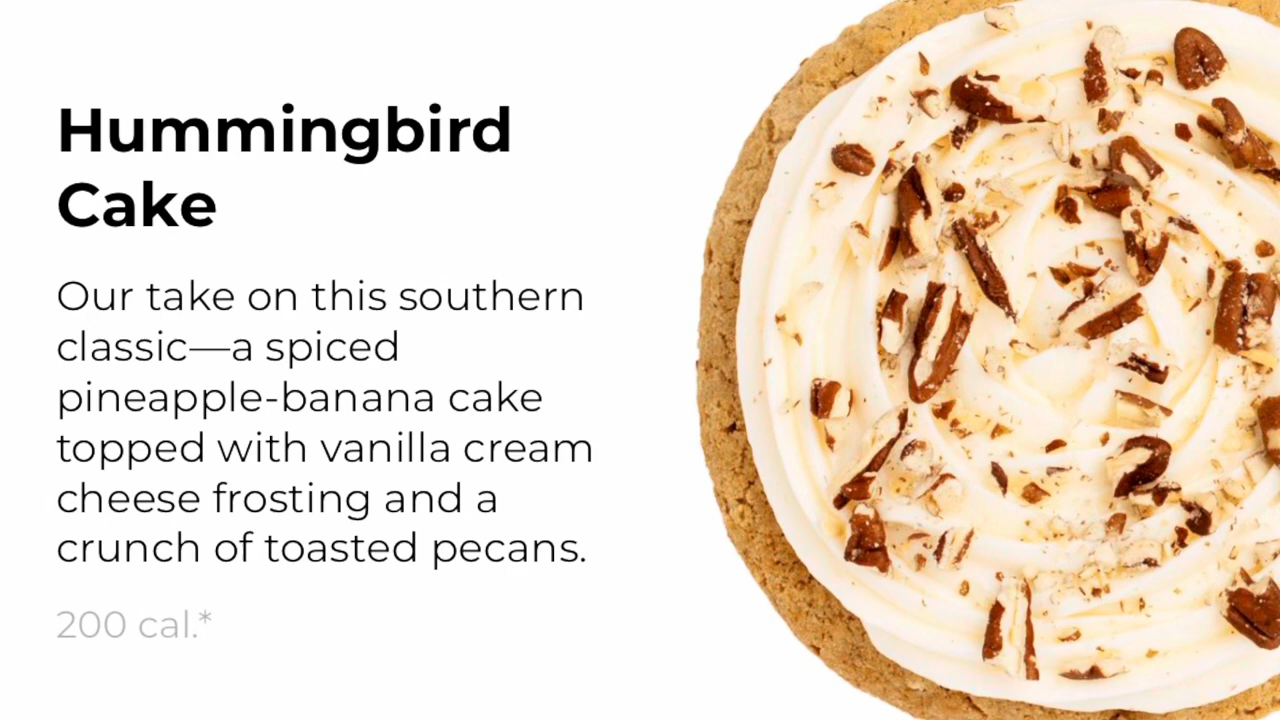 Hummingbird
Cake
Our take on this southern
classic—a spiced
pineapple-banana cake
topped with vanilla cream
cheese frosting and a
crunch of toasted pecans.
200 cal.*